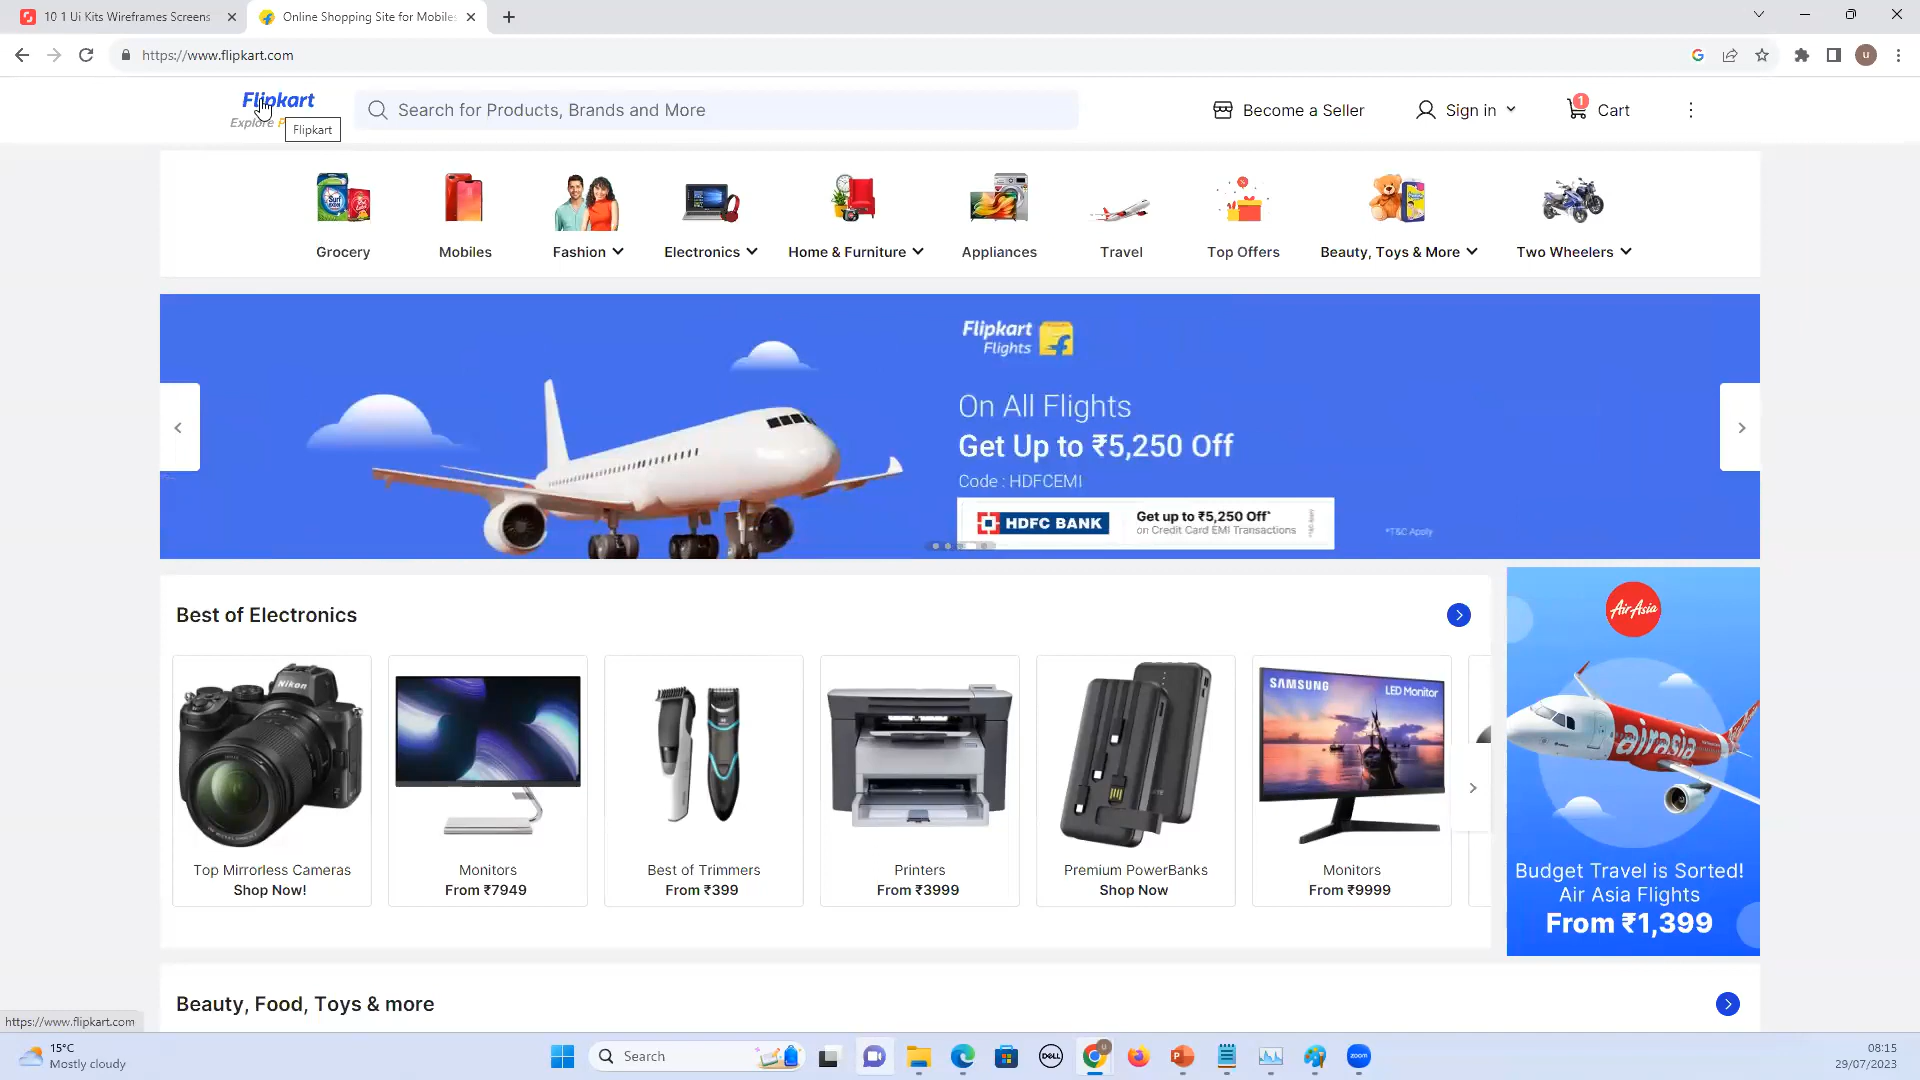 10 1 Ui Kits Wireframes Screens
Online Shopping Site for Mobiles
https://www.flipkart.com
u
Flipkart
Explore
Flipkart
Search for Products, Brands and More
Become a Seller
Sign in
1
Cart
Grocery
Mobiles
Fashion
Electronics
Home & Furniture
Appliances
Travel
Top Offers
Beauty, Toys & More
Two Wheelers
Flipkart
Flights
On All Flights
Get Up to ₹5,250 Off
Code : HDFCEMI
HDFC BANK
Get up to ₹5,250 Off*
on Credit Card EMI Transactions
*T&C Apply
Best of Electronics
Nikon
SAMSUNG
LED Monitor
Top Mirrorless Cameras
Shop Now!
Monitors
From ₹7949
Best of Trimmers
From ₹399
Printers
From ₹3999
Premium PowerBanks
Shop Now
Monitors
From ₹9999
AirAsia
airasia
Budget Travel is Sorted!
Air Asia Flights
From ₹1,399
Beauty, Food, Toys & more
https://www.flipkart.com
15°C
Mostly cloudy
Search
DELL
u
zoom
08:15
29/07/2023